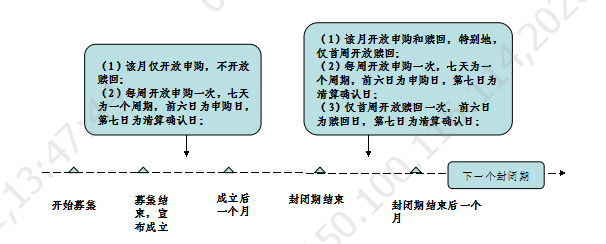 （1）该月仅开放申购，不开放
赎回；
（2）每周开放申购一次，七天
为一个周期，前六日为申购日，
第七日为清算确认日；
（1）该月开放申购和赎回，特别地，
仅首周开放赎回；
（2）每周开放申购一次，七天为一
个周期，前六日为申购日，第七日为
清算确认日；
（3）仅首周开放赎回一次，前六日
为赎回日，第七日为清算确认日；
下一个封闭期
开始募集
募集结
束，宣
布成立
成立后
一个月
封闭期结束
封闭期结束后一个
月